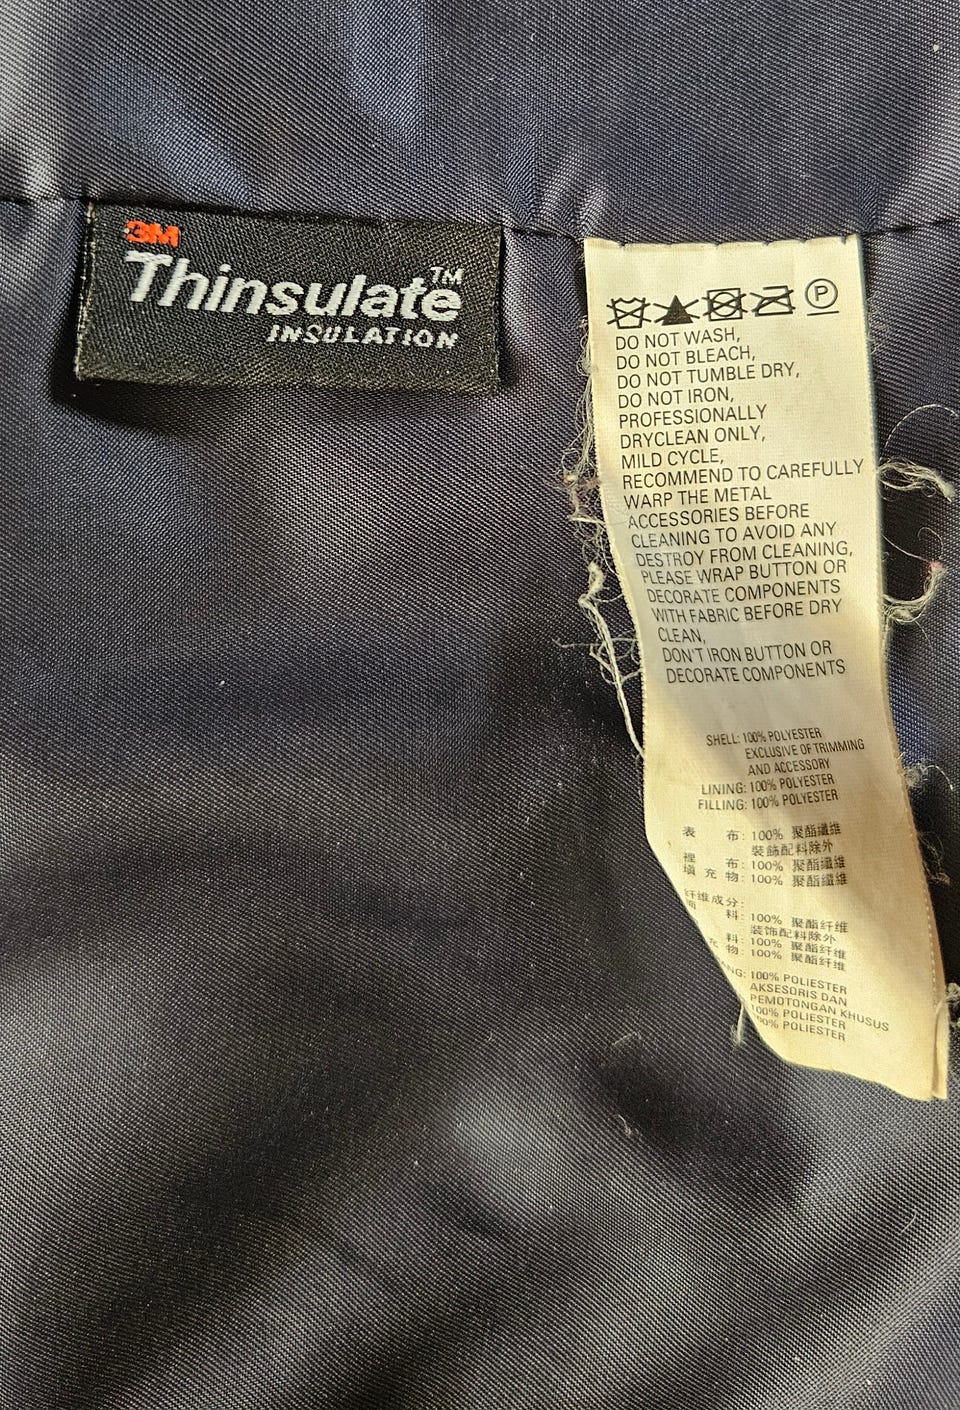 3M
Thinsulate™
INSULATION
P
DO NOT WASH,
DO NOT BLEACH,
DO NOT TUMBLE DRY,
DO NOT IRON,
PROFESSIONALLY
DRYCLEAN ONLY,
MILD CYCLE,
RECOMMEND TO CAREFULLY
WARP THE METAL
ACCESSORIES BEFORE
CLEANING TO AVOID ANY
DESTROY FROM CLEANING,
PLEASE WRAP BUTTON OR
DECORATE COMPONENTS
WITH FABRIC BEFORE DRY
CLEAN,
DON'T IRON BUTTON OR
DECORATE COMPONENTS
SHELL: 100% POLYESTER
EXCLUSIVE OF TRIMMING
AND ACCESSORY
LINING: 100% POLYESTER
FILLING: 100% POLYESTER
表 布: 100% 聚酯纖維
裝飾配料除外
裡 布: 100% 聚酯纖維
填 充 物: 100% 聚酯纖維
纤维成分:
料: 100% 聚酯纤维
装饰配料除外
料: 100% 聚酯纤维
充 物: 100% 聚酯纤维
NG: 100% POLIESTER
AKSESORIS DAN
PEMOTONGAN KHUSUS
100% POLIESTER
100% POLIESTER